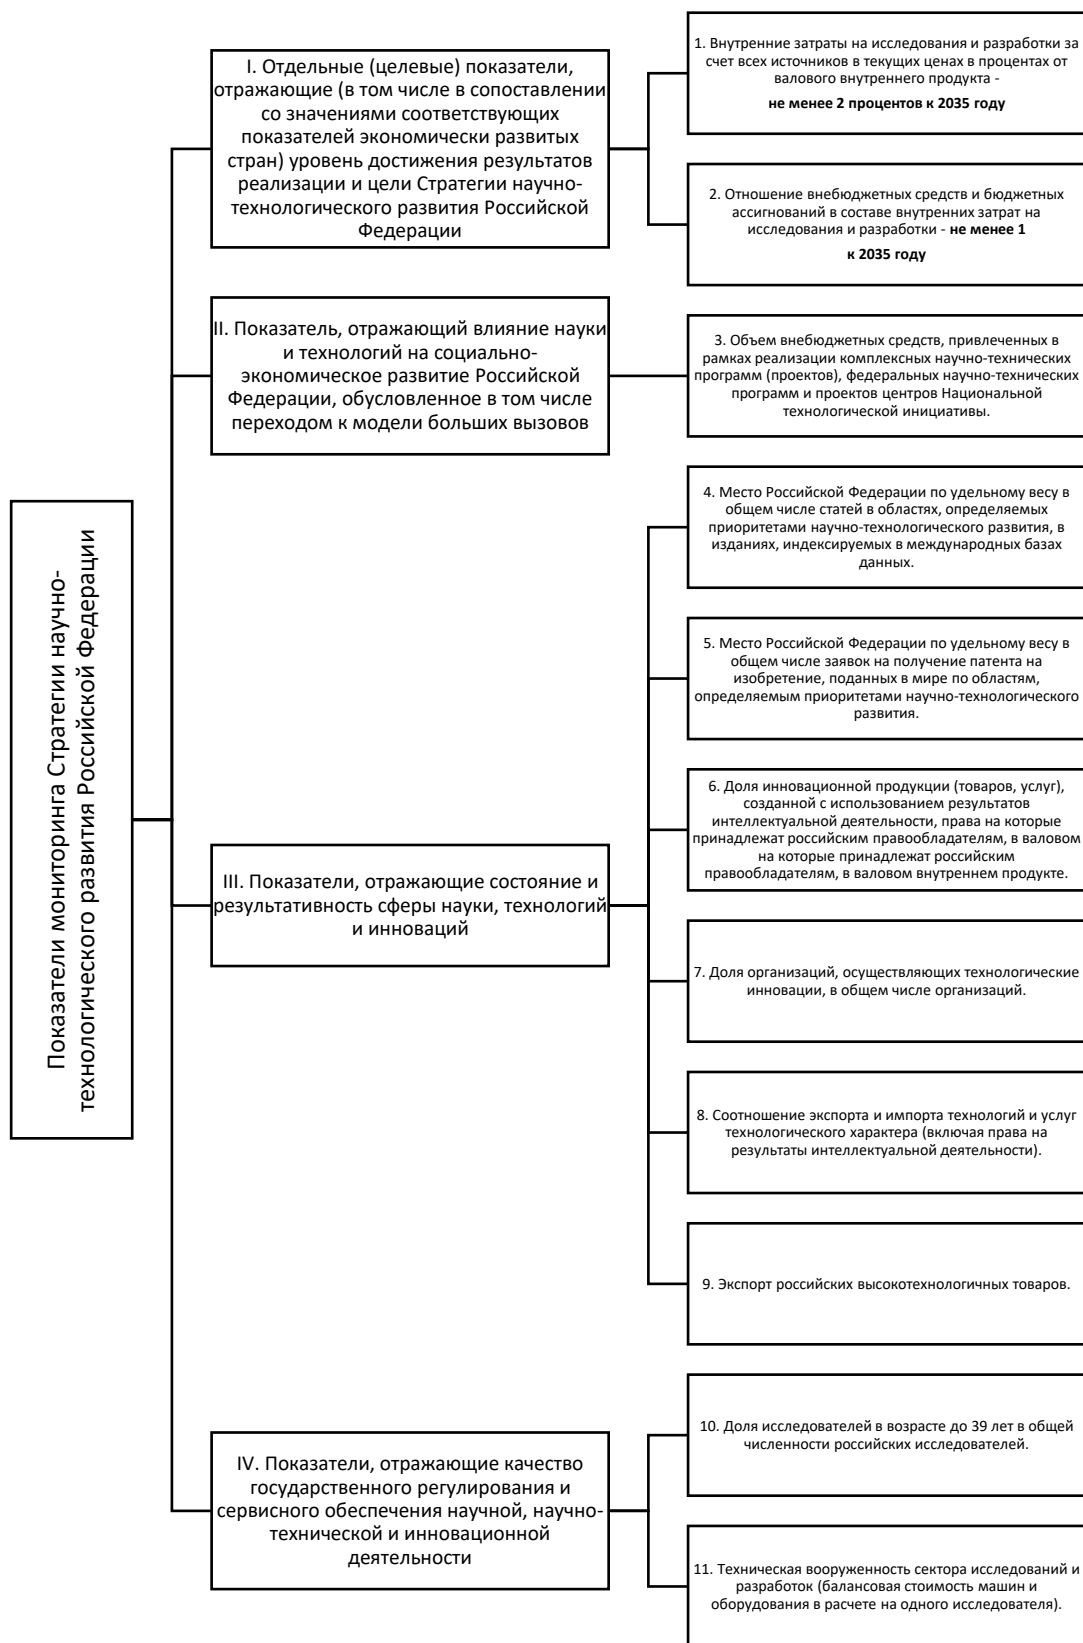 Показатели мониторинга Стратегии научно-
технологического развития Российской Федерации
I. Отдельные (целевые) показатели,
отражающие (в том числе в сопоставлении
со значениями соответствующих
показателей экономически развитых
стран) уровень достижения результатов
реализации и цели Стратегии научно-
технологического развития Российской
Федерации
1. Внутренние затраты на исследования и разработки за
счет всех источников в текущих ценах в процентах от
валового внутреннего продукта -
не менее 2 процентов к 2035 году
2. Отношение внебюджетных средств и бюджетных
ассигнований в составе внутренних затрат на
исследования и разработки - не менее 1
к 2035 году
II. Показатель, отражающий влияние науки
и технологий на социально-
экономическое развитие Российской
Федерации, обусловленное в том числе
переходом к модели больших вызовов
3. Объем внебюджетных средств, привлеченных в
рамках реализации комплексных научно-технических
программ (проектов), федеральных научно-технических
программ и проектов центров Национальной
технологической инициативы.
III. Показатели, отражающие состояние и
результативность сферы науки, технологий
и инноваций
4. Место Российской Федерации по удельному весу в
общем числе статей в областях, определяемых
приоритетами научно-технологического развития, в
изданиях, индексируемых в международных базах
данных.
5. Место Российской Федерации по удельному весу в
общем числе заявок на получение патента на
изобретение, поданных в мире по областям,
определяемым приоритетами научно-технологического
развития.
6. Доля инновационной продукции (товаров, услуг),
созданной с использованием результатов
интеллектуальной деятельности, права на которые
принадлежат российским правообладателям, в валовом
на которые принадлежат российским
правообладателям, в валовом внутреннем продукте.
7. Доля организаций, осуществляющих технологические
инновации, в общем числе организаций.
8. Соотношение экспорта и импорта технологий и услуг
технологического характера (включая права на
результаты интеллектуальной деятельности).
9. Экспорт российских высокотехнологичных товаров.
IV. Показатели, отражающие качество
государственного регулирования и
сервисного обеспечения научной, научно-
технической и инновационной
деятельности
10. Доля исследователей в возрасте до 39 лет в общей
численности российских исследователей.
11. Техническая вооруженность сектора исследований и
разработок (балансовая стоимость машин и
оборудования в расчете на одного исследователя).